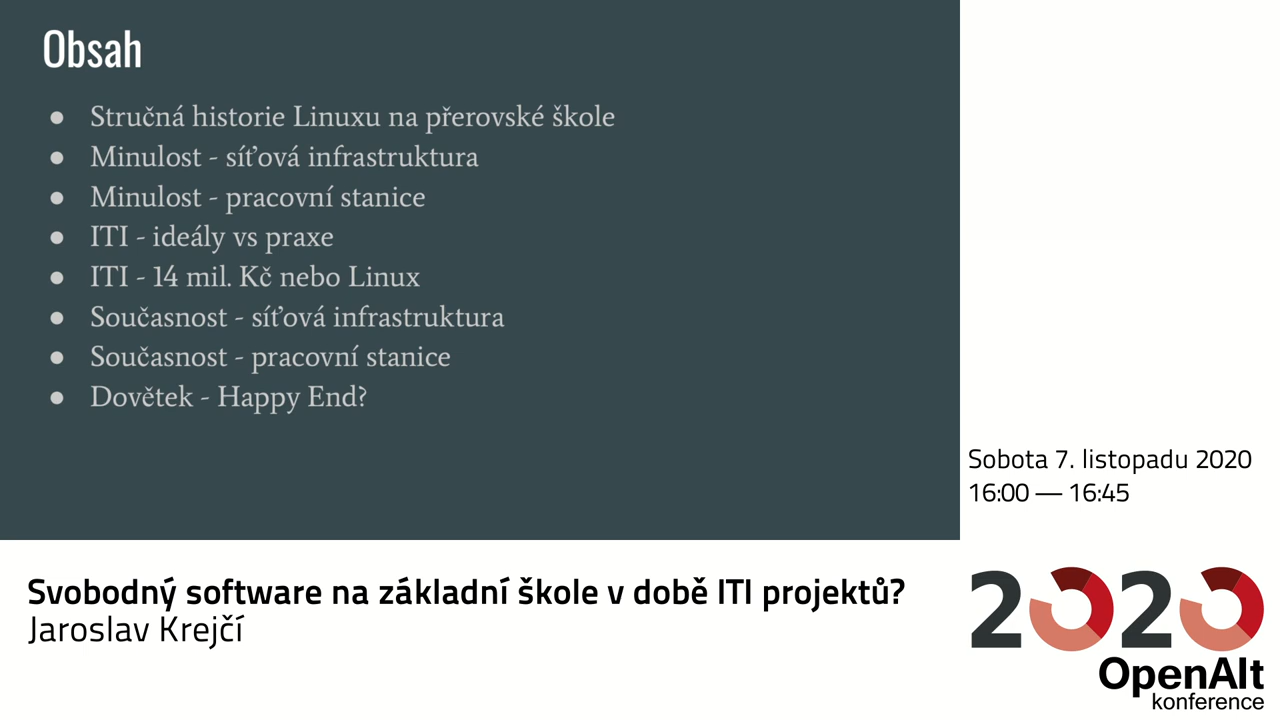 Obsah
● Stručná historie Linuxu na přerovské škole
● Minulost - síťová infrastruktura
● Minulost - pracovní stanice
● ITI - ideály vs praxe
● ITI - 14 mil. Kč nebo Linux
● Současnost - síťová infrastruktura
● Současnost - pracovní stanice
● Dovětek - Happy End?
Sobota 7. listopadu 2020
16:00 — 16:45
Svobodný software na základní škole v době ITI projektů?
Jaroslav Krejčí
2020
OpenAlt
konference